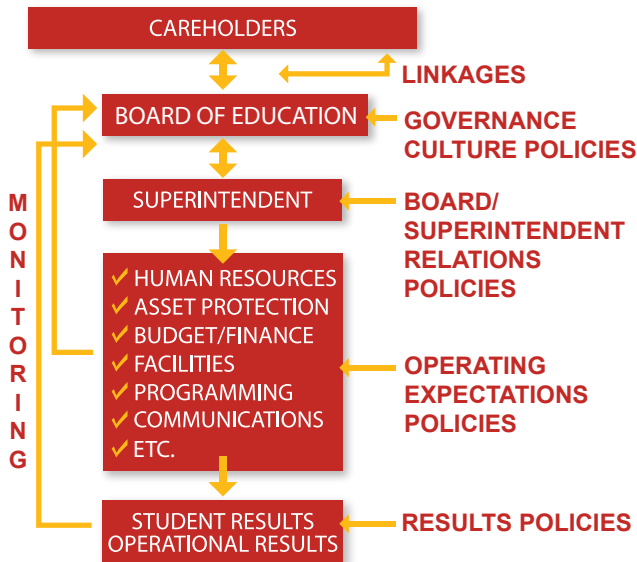 CAREHOLDERS
LINKAGES
BOARD OF EDUCATION
GOVERNANCE
CULTURE POLICIES
SUPERINTENDENT
BOARD/
SUPERINTENDENT
RELATIONS
POLICIES
MONITORING
HUMAN RESOURCES
ASSET PROTECTION
BUDGET/FINANCE
FACILITIES
PROGRAMMING
COMMUNICATIONS
ETC.
OPERATING
EXPECTATIONS
POLICIES
STUDENT RESULTS
OPERATIONAL RESULTS
RESULTS POLICIES